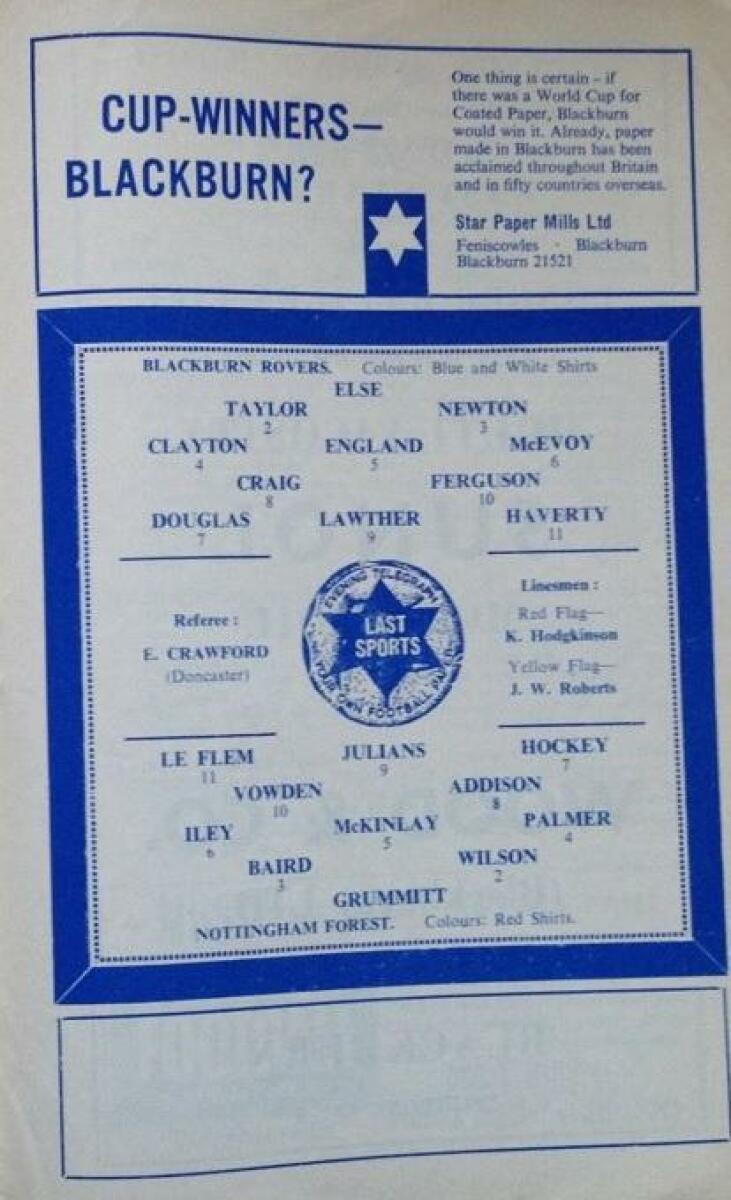 CUP-WINNERS—
BLACKBURN?
One thing is certain – if
there was a World Cup for
Coated Paper, Blackburn
would win it. Already, paper
made in Blackburn has been
acclaimed throughout Britain
and in fifty countries overseas.
Star Paper Mills Ltd
Feniscowles · Blackburn
Blackburn 21521
BLACKBURN ROVERS. Colours: Blue and White Shirts
ELSE
TAYLOR NEWTON
2 3
CLAYTON ENGLAND McEVOY
4 5 6
CRAIG FERGUSON
8 10
DOUGLAS LAWTHER HAVERTY
7 9 11
Referee :
E. CRAWFORD
(Doncaster)
EVENING TELEGRAPH
LAST
SPORTS
YOUR OWN FOOTBALL
Linesmen :
Red Flag—
K. Hodgkinson
Yellow Flag—
J. W. Roberts
LE FLEM JULIANS HOCKEY
11 9 7
VOWDEN ADDISON
10 8
ILEY McKINLAY PALMER
6 5 4
BAIRD WILSON
3 2
GRUMMITT
NOTTINGHAM FOREST. Colours: Red Shirts.